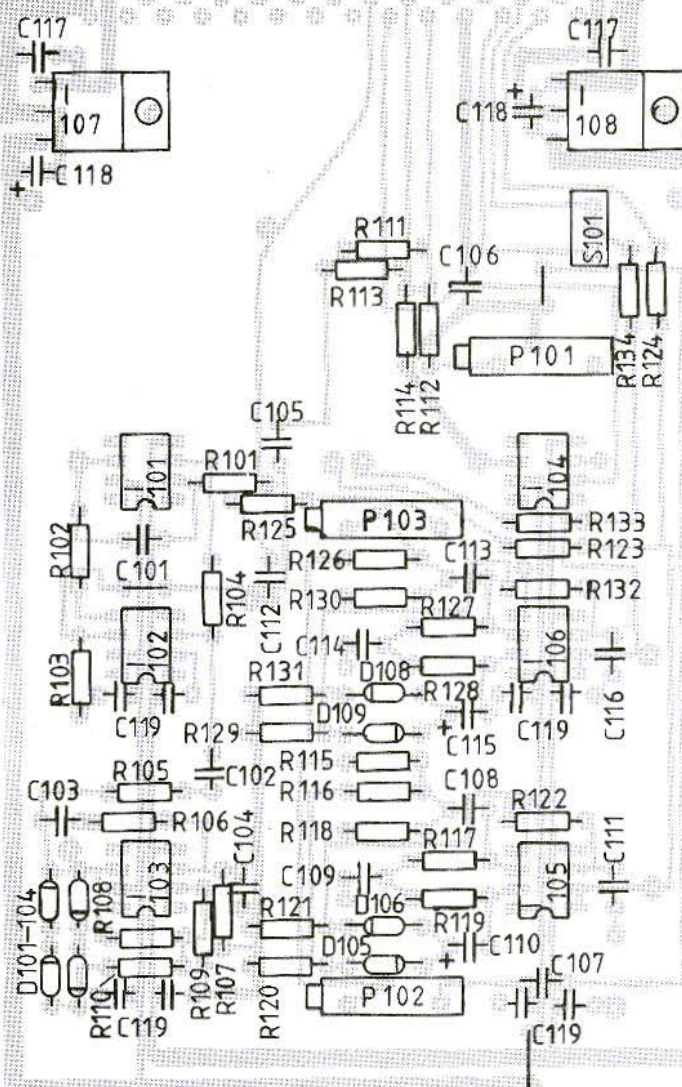 C117
C117
I
107
C118
I
108
+
C118
+
S101
R111
C106
R113
P101
R134
R124
R114
R112
C105
I
101
R101
I
104
R125
P103
R133
R102
C101
R126
C113
R123
R104
C112
R130
R127
R132
I
102
C114
I
106
R103
R131
D108
R128
C116
C119
D109
R129
+
C115
C119
R115
C103
R105
C102
R116
C108
R122
R106
C104
R118
R117
C111
I
103
C109
I
105
D101-104
R108
R121
D106
R119
D105
+
C110
C107
R110
C119
R109
R107
R120
P102
C119